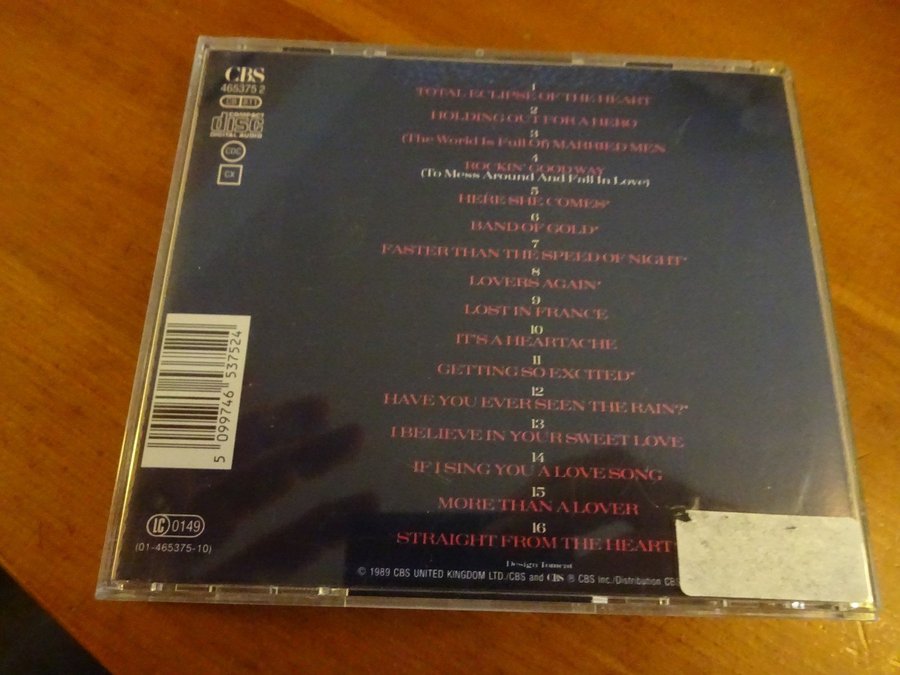 CBS
465375 2
CB 811
COMPACT
disc
DIGITAL AUDIO
CDC
CX
1
TOTAL ECLIPSE OF THE HEART
2
HOLDING OUT FOR A HERO
3
(The World Is Full Of) MARRIED MEN
4
ROCKIN' GOOD WAY
(To Mess Around And Fall In Love)
5
HERE SHE COMES*
6
BAND OF GOLD*
7
FASTER THAN THE SPEED OF NIGHT*
8
LOVERS AGAIN*
9
LOST IN FRANCE
10
IT'S A HEARTACHE
11
GETTING SO EXCITED*
12
HAVE YOU EVER SEEN THE RAIN?*
13
I BELIEVE IN YOUR SWEET LOVE
14
IF I SING YOU A LOVE SONG
15
MORE THAN A LOVER
16
STRAIGHT FROM THE HEART
5 099746 537524
LC 0149
(01-465375-10)
Design Toment
© 1989 CBS UNITED KINGDOM LTD./CBS and CBS ® CBS inc./Distribution CBS